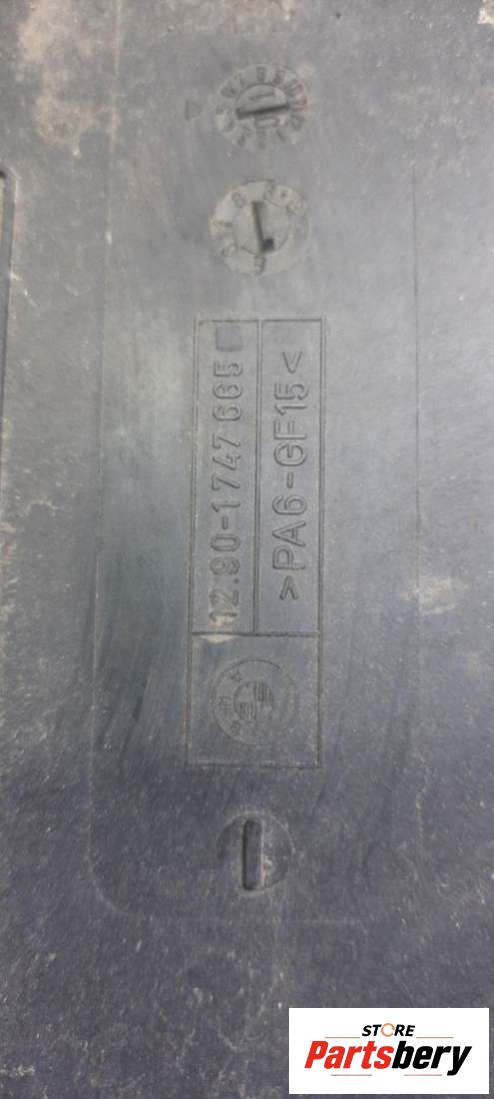 12.90-1 747 665
>PA6-GF15<
STORE
Partsbery